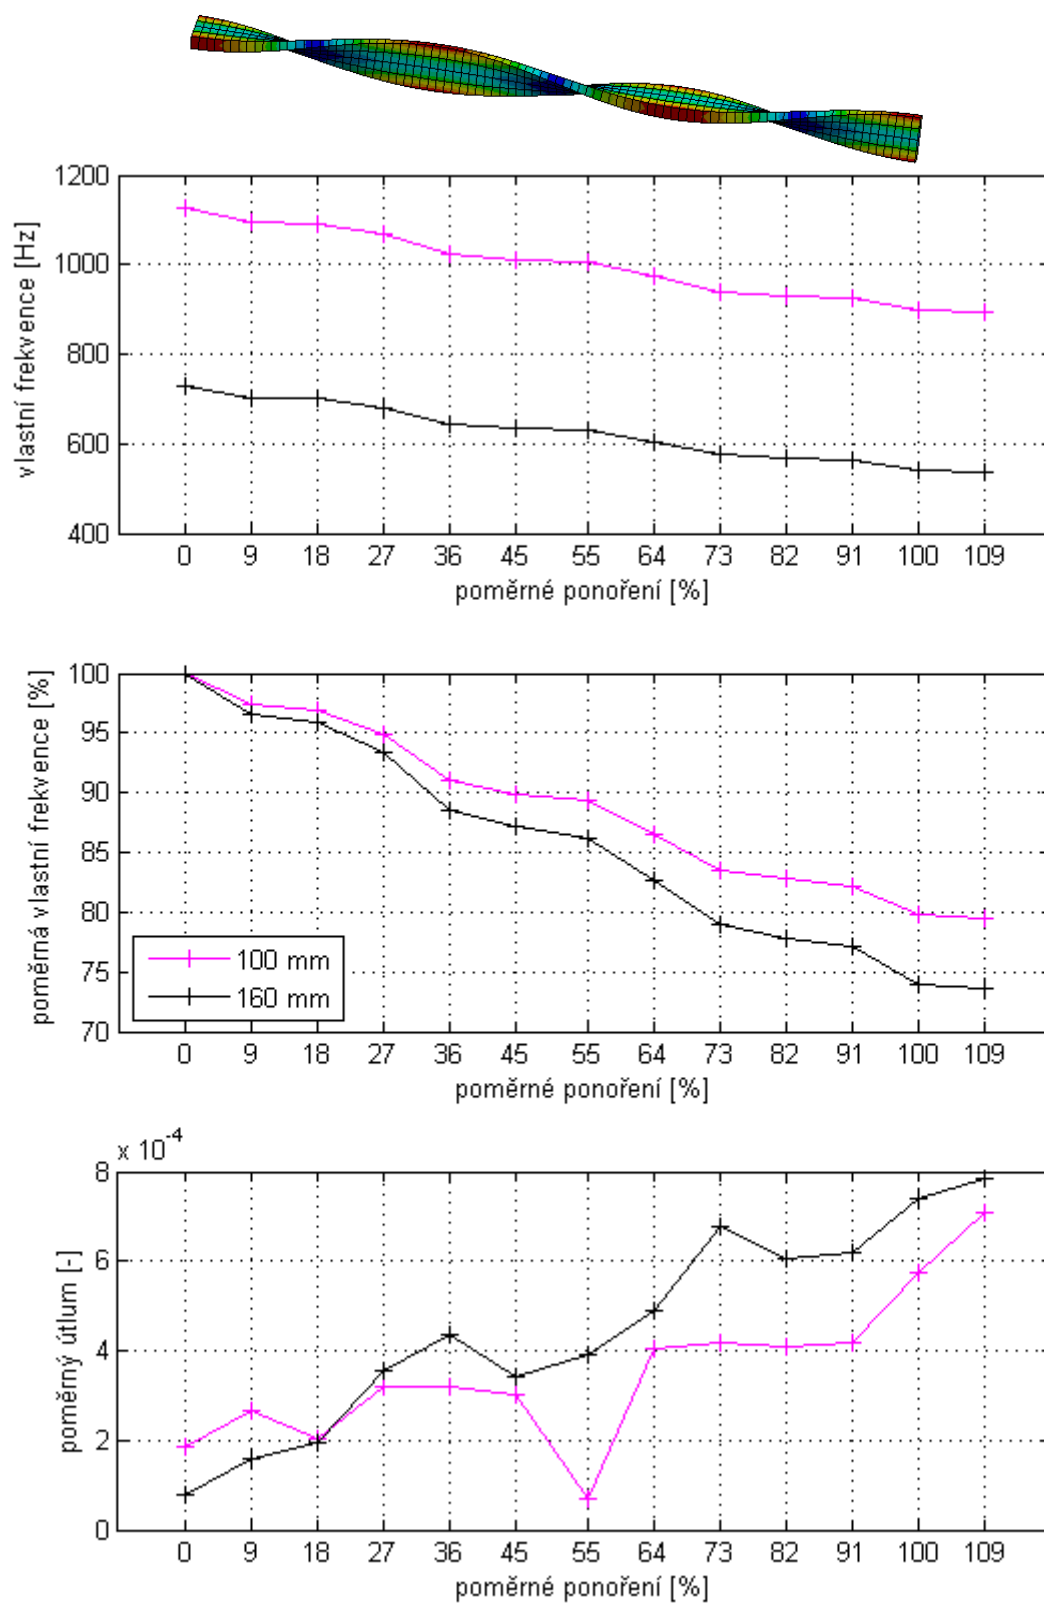 1200
1000
800
600
400
vlastní frekvence [Hz]
0 9 18 27 36 45 55 64 73 82 91 100 109
poměrné ponoření [%]
100
95
90
85
80
75
70
poměrná vlastní frekvence [%]
100 mm
160 mm
0 9 18 27 36 45 55 64 73 82 91 100 109
poměrné ponoření [%]
x 10⁻⁴
8
6
4
2
0
poměrný útlum [-]
0 9 18 27 36 45 55 64 73 82 91 100 109
poměrné ponoření [%]